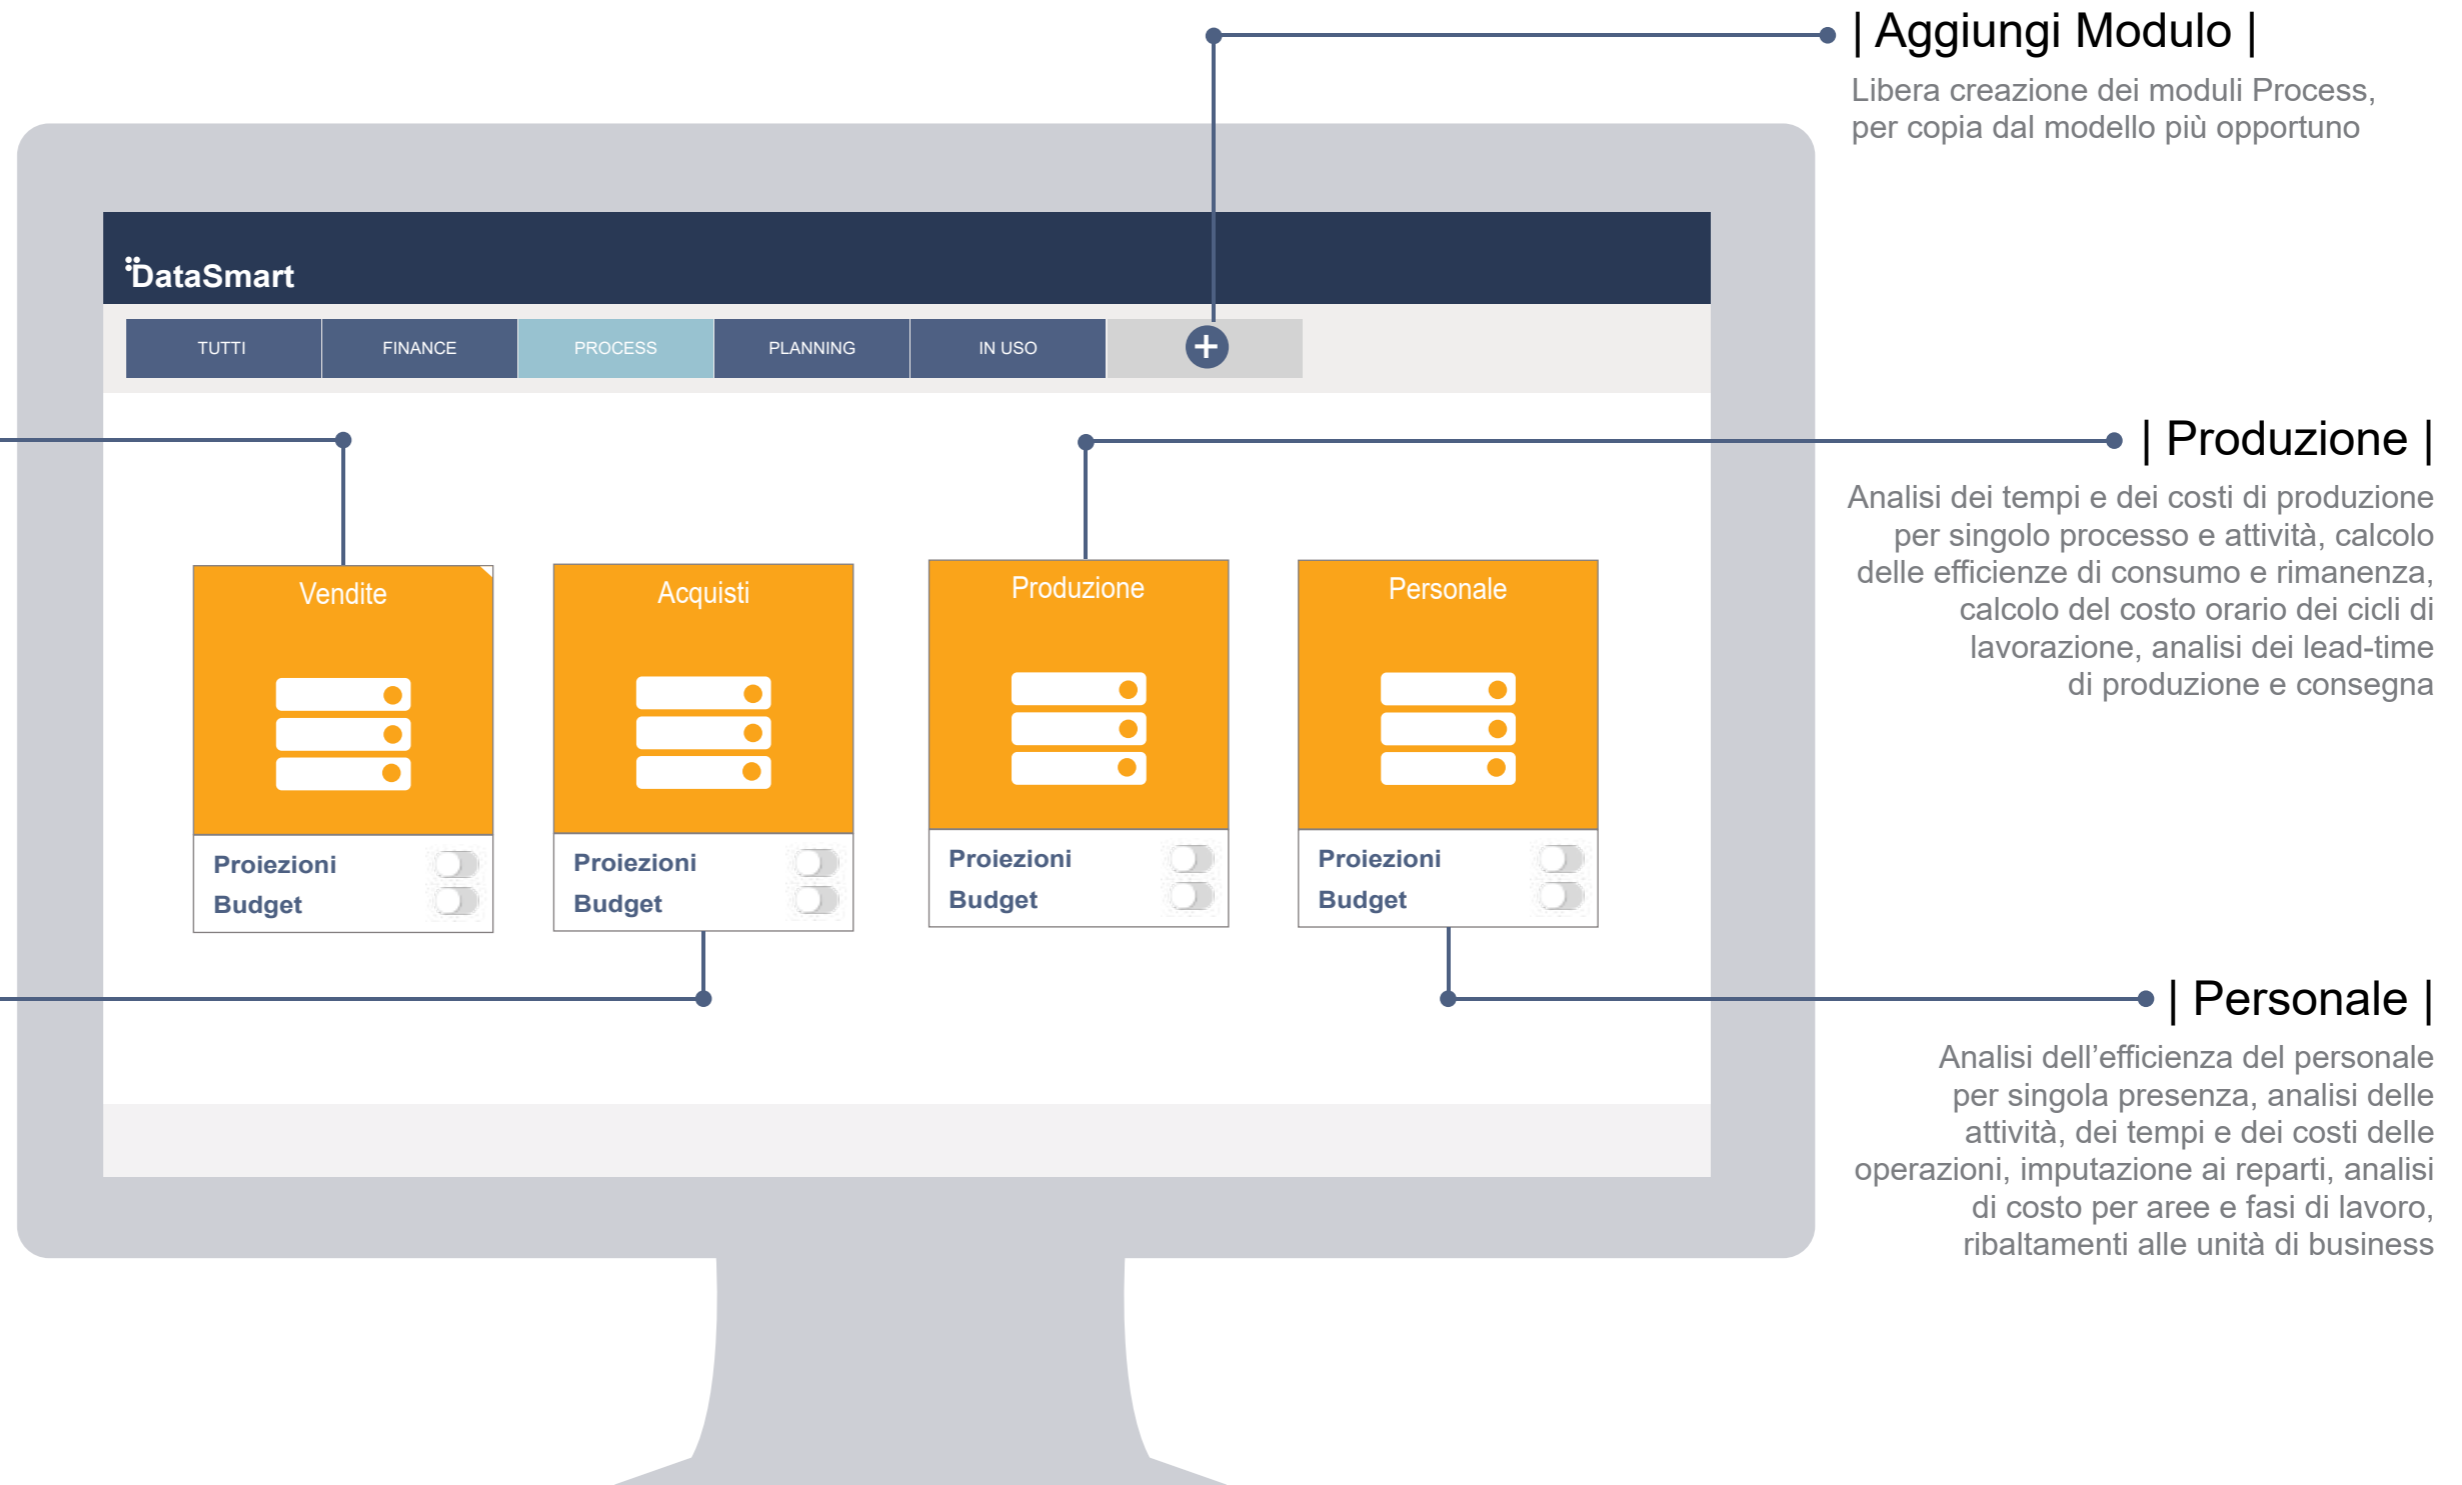 | Aggiungi Modulo |
Libera creazione dei moduli Process,
per copia dal modello più opportuno
DataSmart
TUTTI
FINANCE
PROCESS
PLANNING
IN USO
| Produzione |
Analisi dei tempi e dei costi di produzione
per singolo processo e attività, calcolo
delle efficienze di consumo e rimanenza,
calcolo del costo orario dei cicli di
lavorazione, analisi dei lead-time
di produzione e consegna
Vendite
Proiezioni
Budget
Acquisti
Proiezioni
Budget
Produzione
Proiezioni
Budget
Personale
Proiezioni
Budget
| Personale |
Analisi dell’efficienza del personale
per singola presenza, analisi delle
attività, dei tempi e dei costi delle
operazioni, imputazione ai reparti, analisi
di costo per aree e fasi di lavoro,
ribaltamenti alle unità di business